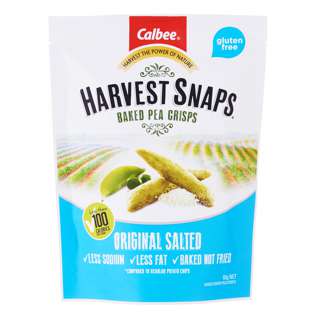 Calbee
HARVEST THE POWER OF NATURE
gluten
free
HARVEST SNAPS
BAKED PEA CRISPS
100
ORIGINAL SALTED
✓LESS SODIUM ✓LESS FAT ✓BAKED NOT FRIED
*COMPARED TO REGULAR POTATO CHIPS